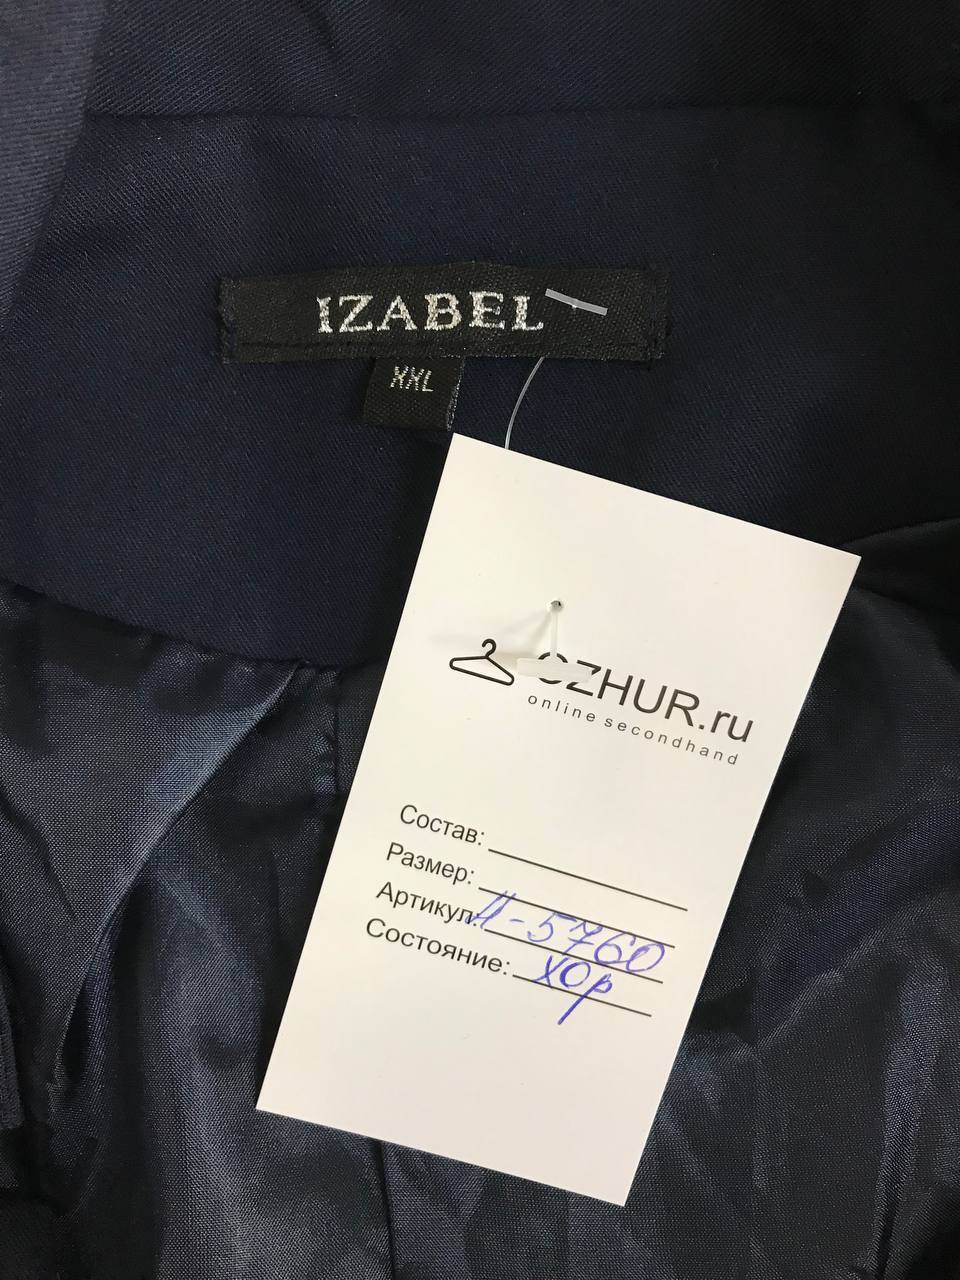 IZABEL
XXL
OZHUR.ru
online secondhand
Состав:
Размер:
Артикул: Н-5760
Состояние: хор